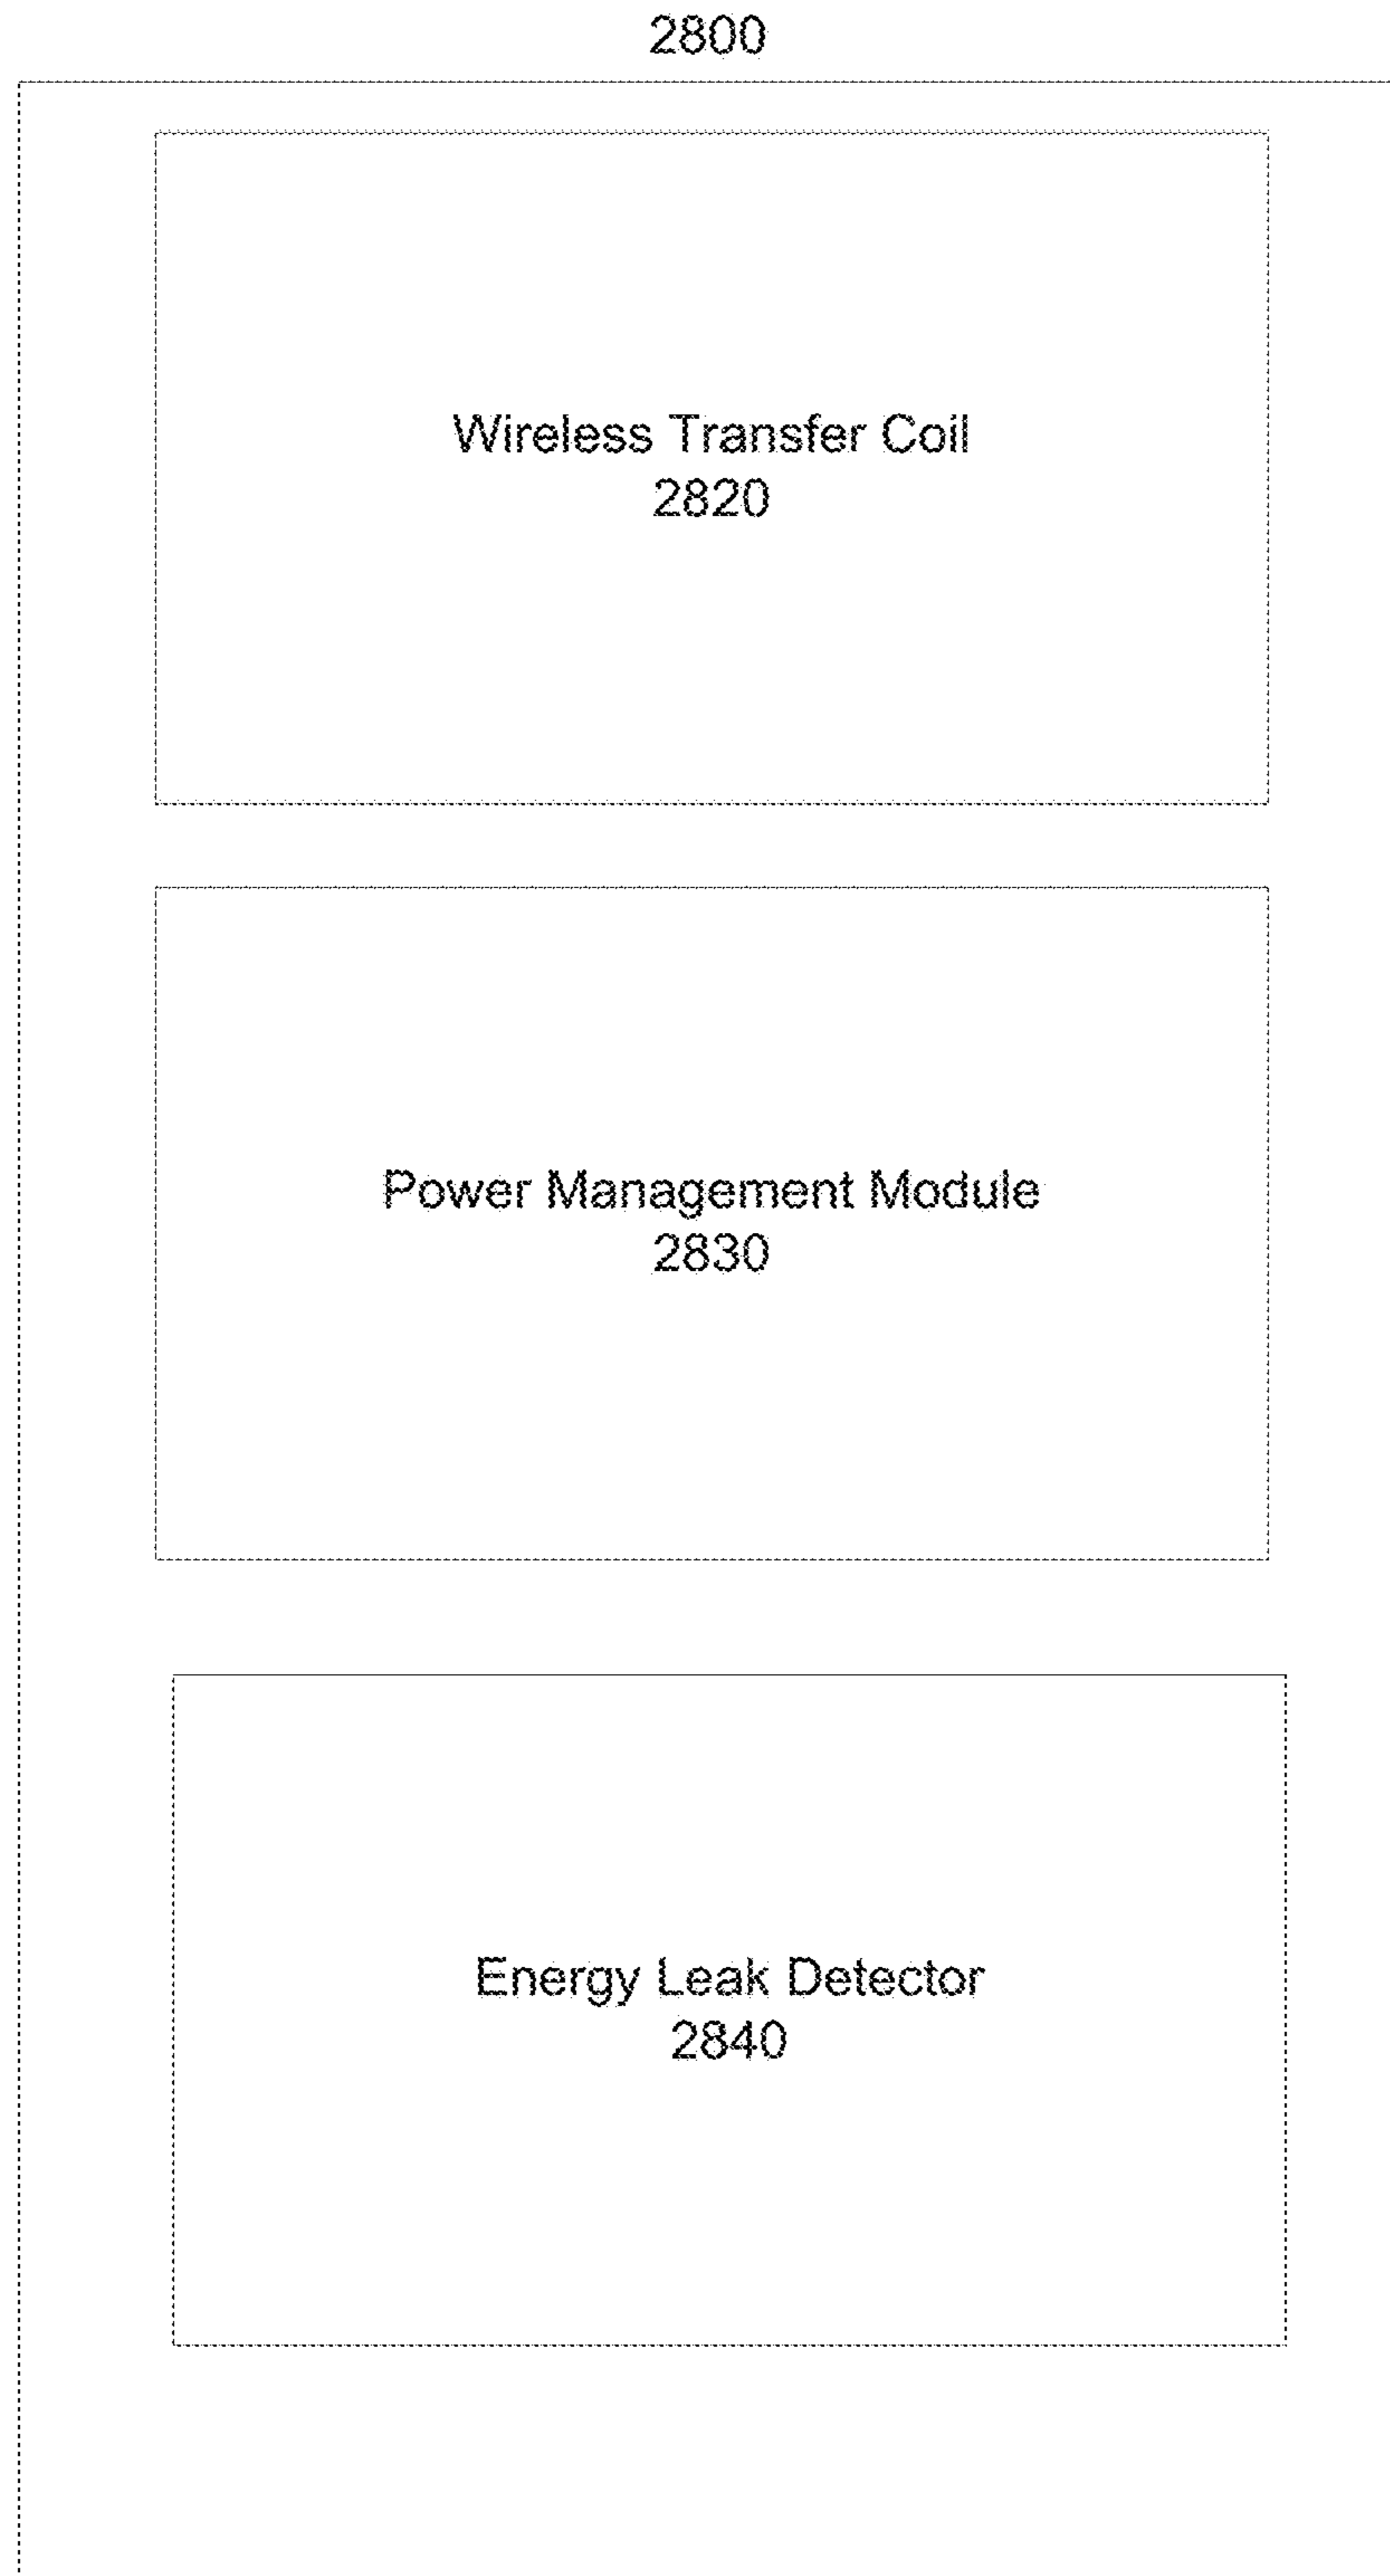 2800
Wireless Transfer Coil
2820
Power Management Module
2830
Energy Leak Detector
2840